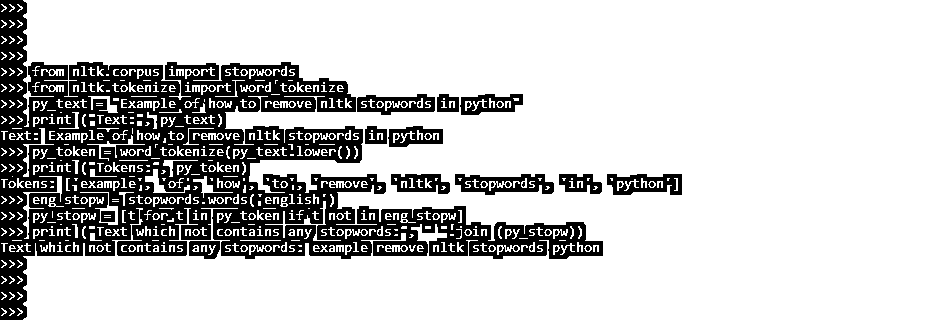 >>>
>>>
>>>
>>>
>>> from nltk.corpus import stopwords
>>> from nltk.tokenize import word_tokenize
>>> py_text = "Example of how to remove nltk stopwords in python"
>>> print ("Text:", py_text)
Text: Example of how to remove nltk stopwords in python
>>> py_token = word_tokenize(py_text.lower())
>>> print ("Tokens:", py_token)
Tokens: ['example', 'of', 'how', 'to', 'remove', 'nltk', 'stopwords', 'in', 'python']
>>> eng_stopw = stopwords.words('english')
>>> py_stopw = [t for t in py_token if t not in eng_stopw]
>>> print ("Text which not contains any stopwords:", " ".join (py_stopw))
Text which not contains any stopwords: example remove nltk stopwords python
>>>
>>>
>>>
>>>